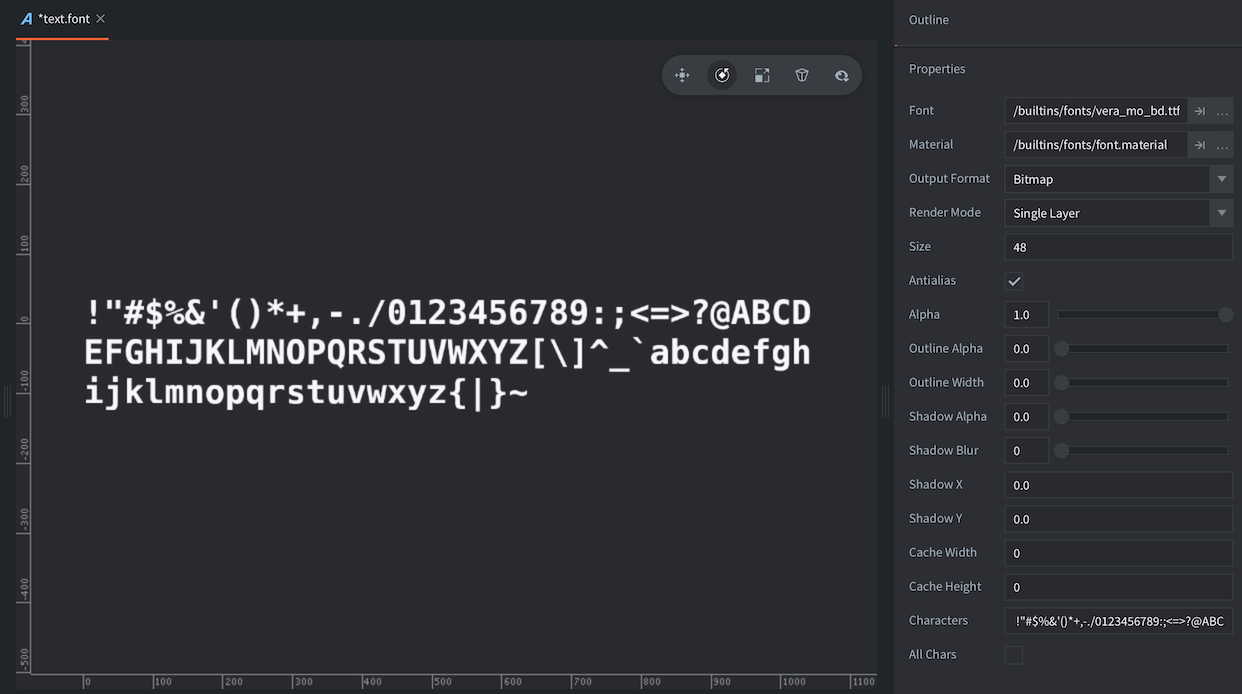 *text.font
Outline
Properties
Font /builtins/fonts/vera_mo_bd.ttf ...
Material /builtins/fonts/font.material ...
Output Format Bitmap
Render Mode Single Layer
Size 48
Antialias
Alpha 1.0
Outline Alpha 0.0
Outline Width 0.0
Shadow Alpha 0.0
Shadow Blur 0
Shadow X 0.0
Shadow Y 0.0
Cache Width 0
Cache Height 0
Characters !"#$%&'()*+,-./0123456789:;<=>?@ABC
All Chars
!"#$%&'()*+,-./0123456789:;<=>?@ABCD
EFGHIJKLMNOPQRSTUVWXYZ[\]^_`abcdefgh
ijklmnopqrstuvwxyz{|}~
300
200
100
0
-100
-200
-300
-400
-500
0 100 200 300 400 500 600 700 800 900 1000 1100